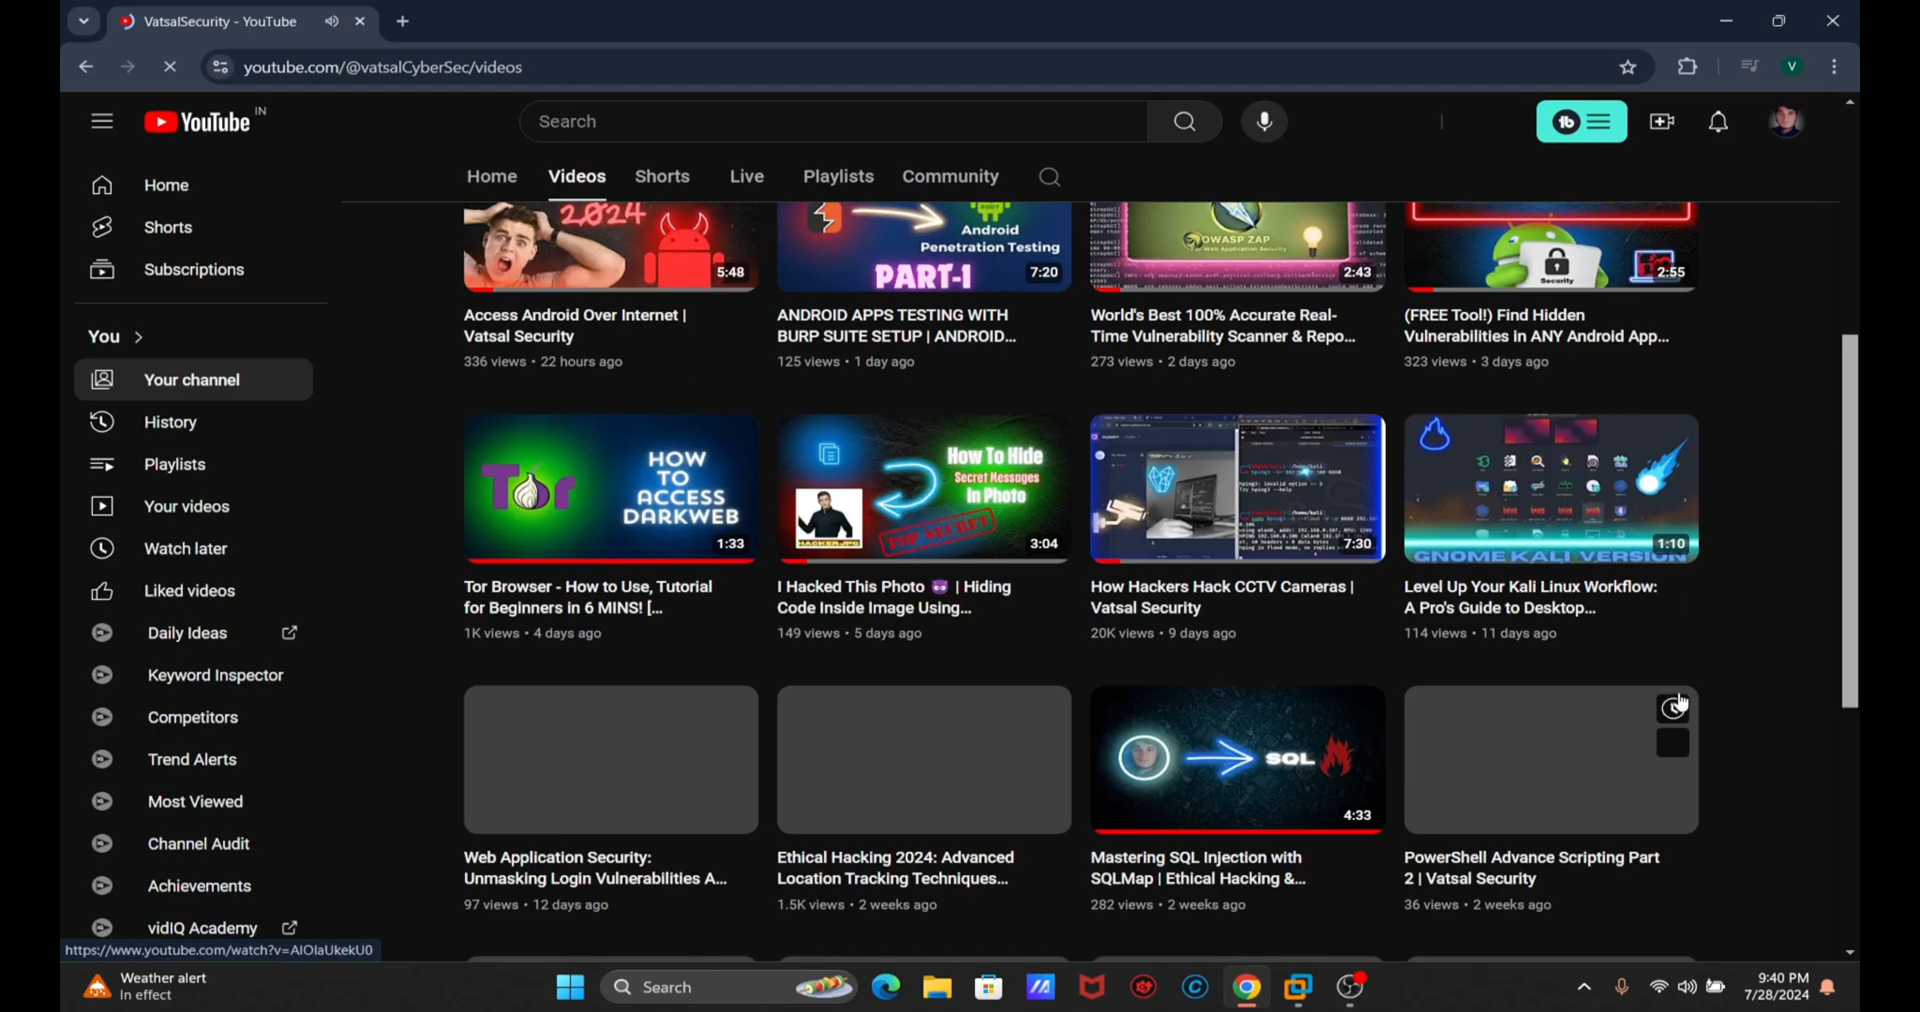 VatsalSecurity - YouTube
youtube.com/@vatsalCyberSec/videos
V
YouTube IN
Search
1b
Home Videos Shorts Live Playlists Community
Home
Shorts
Subscriptions
You
Your channel
History
Playlists
Your videos
Watch later
Liked videos
Daily Ideas
Keyword Inspector
Competitors
Trend Alerts
Most Viewed
Channel Audit
Achievements
vidIQ Academy
https://www.youtube.com/watch?v=AIOlaUkekU0
2024
5:48
Access Android Over Internet |
Vatsal Security
336 views • 22 hours ago
Android
Penetration Testing
PART-1
7:20
ANDROID APPS TESTING WITH
BURP SUITE SETUP | ANDROID...
125 views • 1 day ago
OWASP ZAP
For Web Application Security
2:43
World's Best 100% Accurate Real-
Time Vulnerability Scanner & Repo...
273 views • 2 days ago
Security
2:55
(FREE Tool!) Find Hidden
Vulnerabilities in ANY Android App...
323 views • 3 days ago
Tor
HOW
TO
ACCESS
DARKWEB
1:33
Tor Browser - How to Use, Tutorial
for Beginners in 6 MINS! [...
1K views • 4 days ago
How To Hide
Secret Messages
In Photo
TOP SECRET
HACKER.JPG
3:04
I Hacked This Photo 😈 | Hiding
Code Inside Image Using...
149 views • 5 days ago
7:30
How Hackers Hack CCTV Cameras |
Vatsal Security
20K views • 9 days ago
GNOME KALI VERSION
1:10
Level Up Your Kali Linux Workflow:
A Pro's Guide to Desktop...
114 views • 11 days ago
Web Application Security:
Unmasking Login Vulnerabilities A...
97 views • 12 days ago
Ethical Hacking 2024: Advanced
Location Tracking Techniques...
1.5K views • 2 weeks ago
SQL
4:33
Mastering SQL Injection with
SQLMap | Ethical Hacking &...
282 views • 2 weeks ago
PowerShell Advance Scripting Part
2 | Vatsal Security
36 views • 2 weeks ago
Weather alert
In effect
Search
9:40 PM
7/28/2024